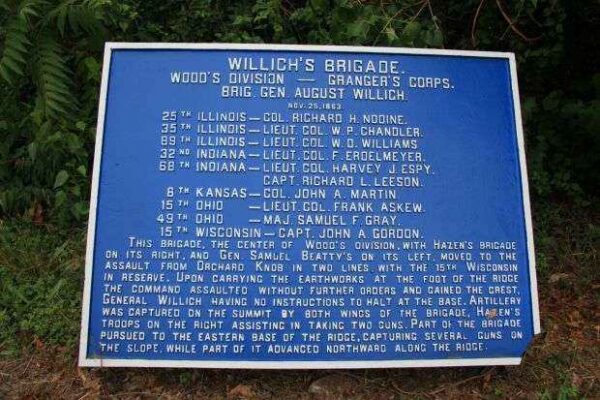 WILLICH'S BRIGADE.
WOOD'S DIVISION — GRANGER'S CORPS.
BRIG. GEN. AUGUST WILLICH.
NOV. 25, 1863.
25TH ILLINOIS — COL. RICHARD H. NODINE.
35TH ILLINOIS — LIEUT. COL. W. P. CHANDLER.
89TH ILLINOIS — LIEUT. COL. W. D. WILLIAMS
32ND INDIANA — LIEUT. COL. F. ERDELMEYER.
68TH INDIANA — LIEUT. COL. HARVEY J. ESPY.
CAPT. RICHARD L. LEESON.
8TH KANSAS — COL. JOHN A. MARTIN.
15TH OHIO — LIEUT. COL. FRANK ASKEW.
49TH OHIO — MAJ. SAMUEL F. GRAY.
15TH WISCONSIN — CAPT. JOHN A. GORDON.
THIS BRIGADE, THE CENTER OF WOOD'S DIVISION, WITH HAZEN'S BRIGADE
ON ITS RIGHT, AND GEN. SAMUEL BEATTY'S ON ITS LEFT, MOVED TO THE
ASSAULT FROM ORCHARD KNOB IN TWO LINES, WITH THE 15TH WISCONSIN
IN RESERVE. UPON CARRYING THE EARTHWORKS AT THE FOOT OF THE RIDGE
THE COMMAND ASSAULTED WITHOUT FURTHER ORDERS AND GAINED THE CREST,
GENERAL WILLICH HAVING NO INSTRUCTIONS TO HALT AT THE BASE. ARTILLERY
WAS CAPTURED ON THE SUMMIT BY BOTH WINGS OF THE BRIGADE, HAZEN'S
TROOPS ON THE RIGHT ASSISTING IN TAKING TWO GUNS. PART OF THE BRIGADE
PURSUED TO THE EASTERN BASE OF THE RIDGE, CAPTURING SEVERAL GUNS ON
THE SLOPE, WHILE PART OF IT ADVANCED NORTHWARD ALONG THE RIDGE.